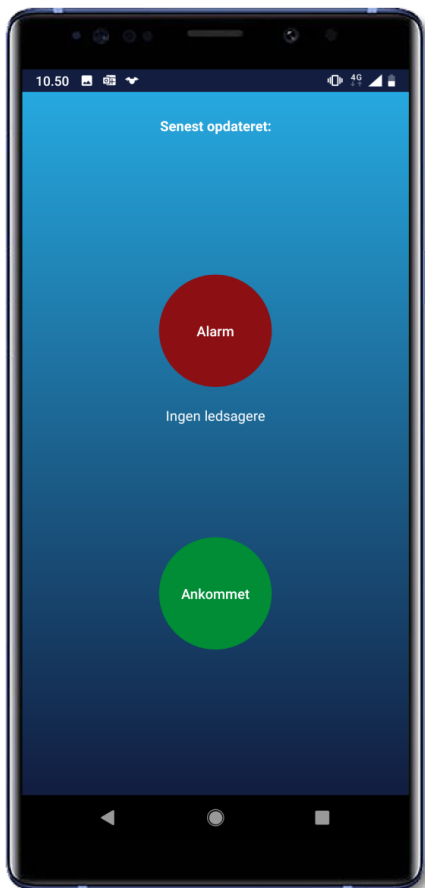 10.50
4G
Senest opdateret:
Alarm
Ingen ledsagere
Ankommet